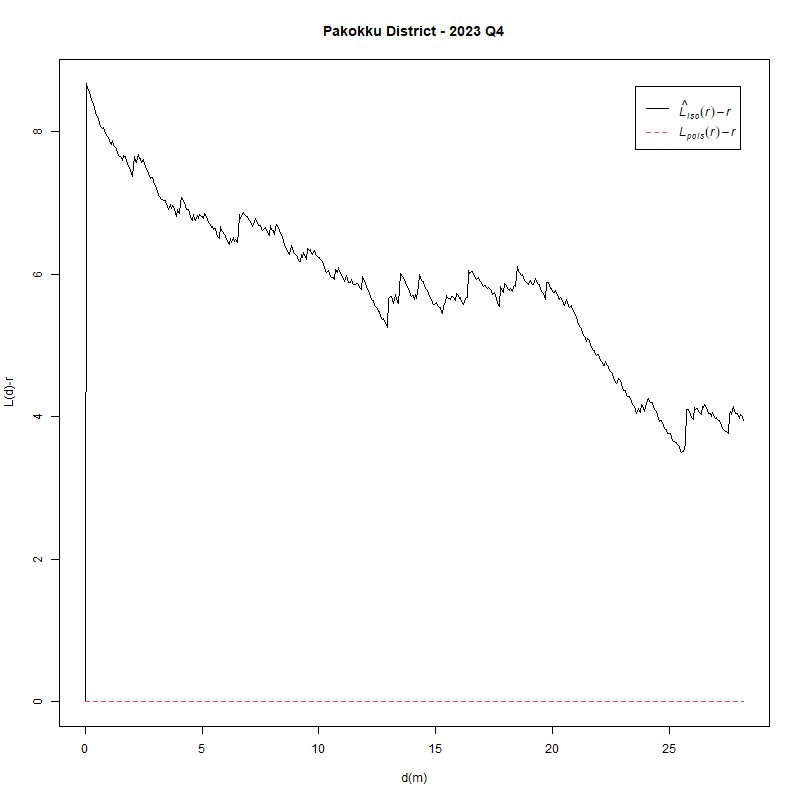 Pakokku District - 2023 Q4
L̂iso(r) − r
Lpois(r) − r
L(d)-r
8
6
4
2
0
0 5 10 15 20 25
d(m)